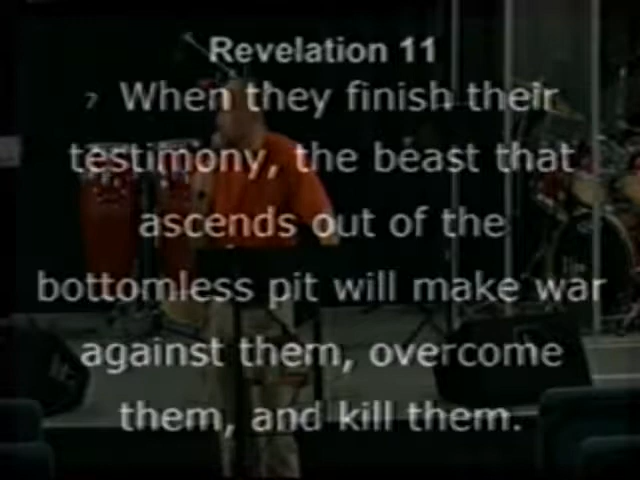 Revelation 11
7 When they finish their
testimony, the beast that
ascends out of the
bottomless pit will make war
against them, overcome
them, and kill them.